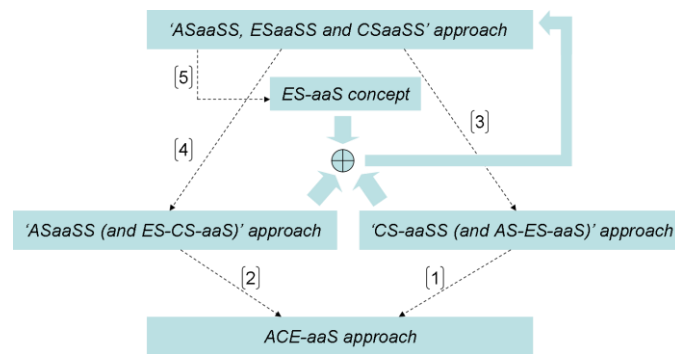 ‘ASaaSS, ESaaSS and CSaaSS’ approach
[5]
ES-aaS concept
[3]
[4]
‘ASaaSS (and ES-CS-aaS)’ approach
‘CS-aaSS (and AS-ES-aaS)’ approach
[2]
[1]
ACE-aaS approach